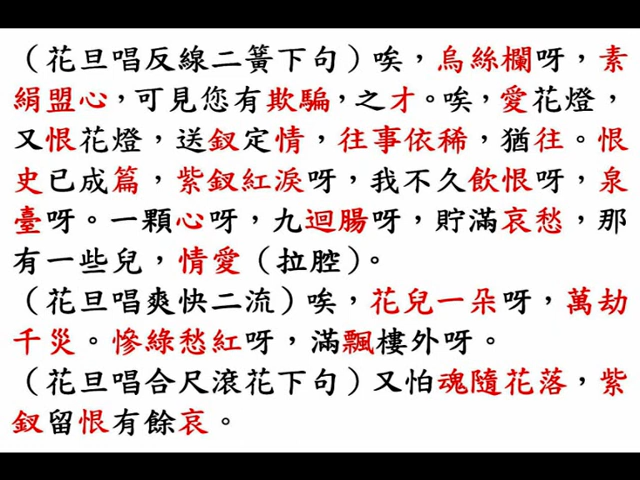 （花旦唱反線二簧下句）唉，烏絲欄呀，素
絹盟心，可見您有欺騙，之才。唉，愛花燈，
又恨花燈，送釵定情，往事依稀，猶往。恨
史已成篇，紫釵紅淚呀，我不久飲恨呀，泉
臺呀。一顆心呀，九迴腸呀，貯滿哀愁，那
有一些兒，情愛（拉腔）。
（花旦唱爽快二流）唉，花兒一朵呀，萬劫
千災。慘綠愁紅呀，滿飄樓外呀。
（花旦唱合尺滾花下句）又怕魂隨花落，紫
釵留恨有餘哀。